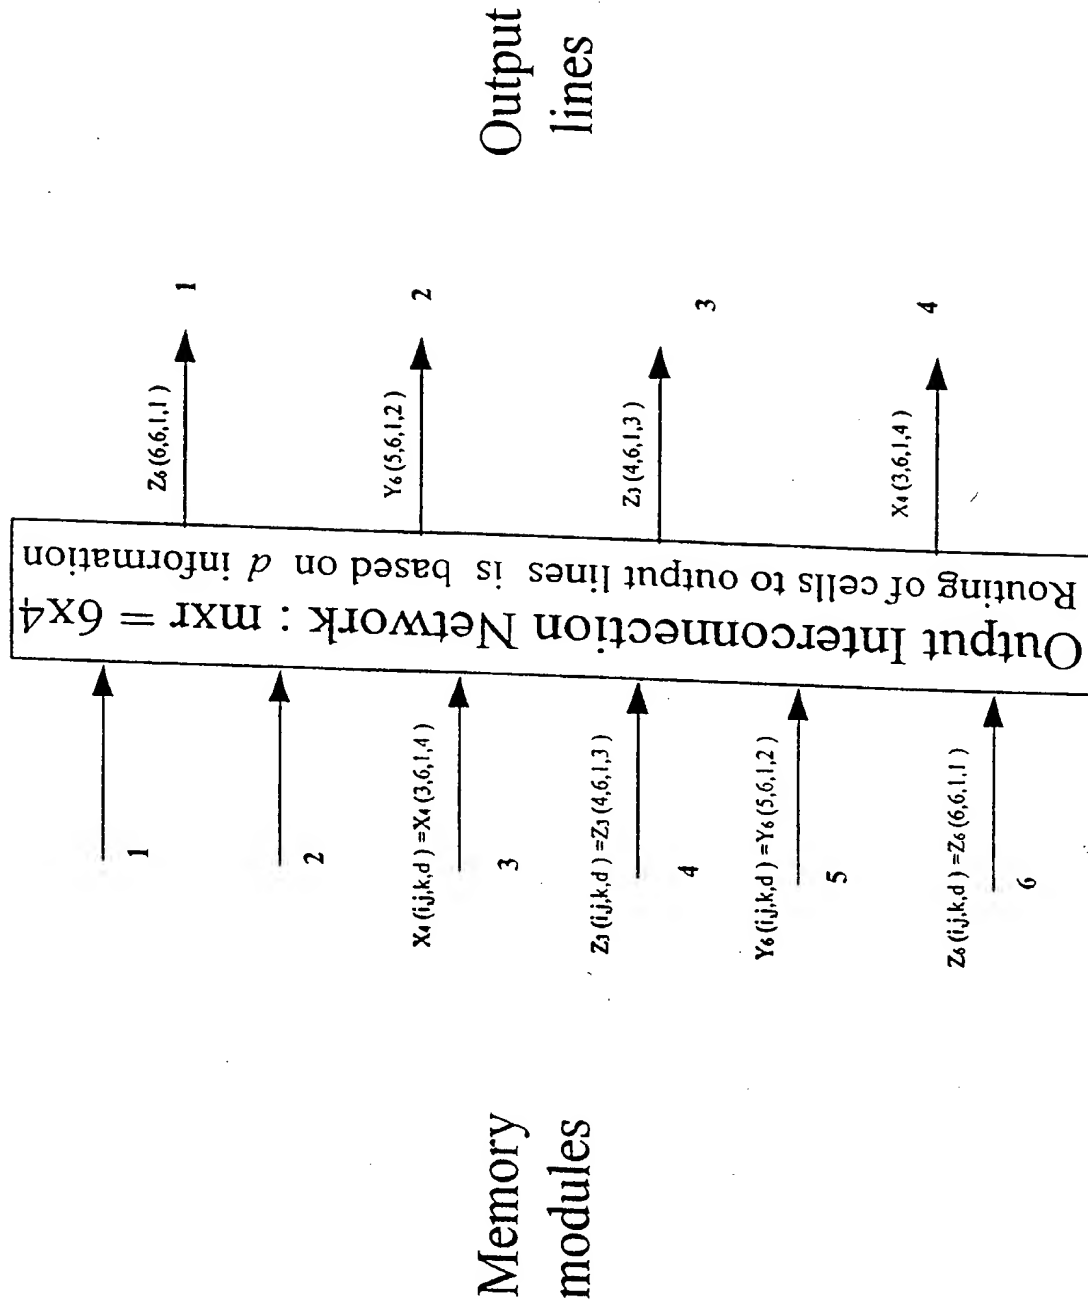 Memory
modules
1
2
X4 (i,j,k,d ) =X4 (3,6,1,4 )
3
Z3 (i,j,k,d ) =Z3 (4,6,1,3 )
4
Y6 (i,j,k,d ) =Y6 (5,6,1,2 )
5
Z6 (i,j,k,d ) =Z6 (6,6,1,1 )
6
Output Interconnection Network : mxr = 6x4
Routing of cells to output lines is based on d information
Z6 (6,6,1,1 )
1
Y6 (5,6,1,2 )
2
Z3 (4,6,1,3 )
3
X4 (3,6,1,4 )
4
Output
lines